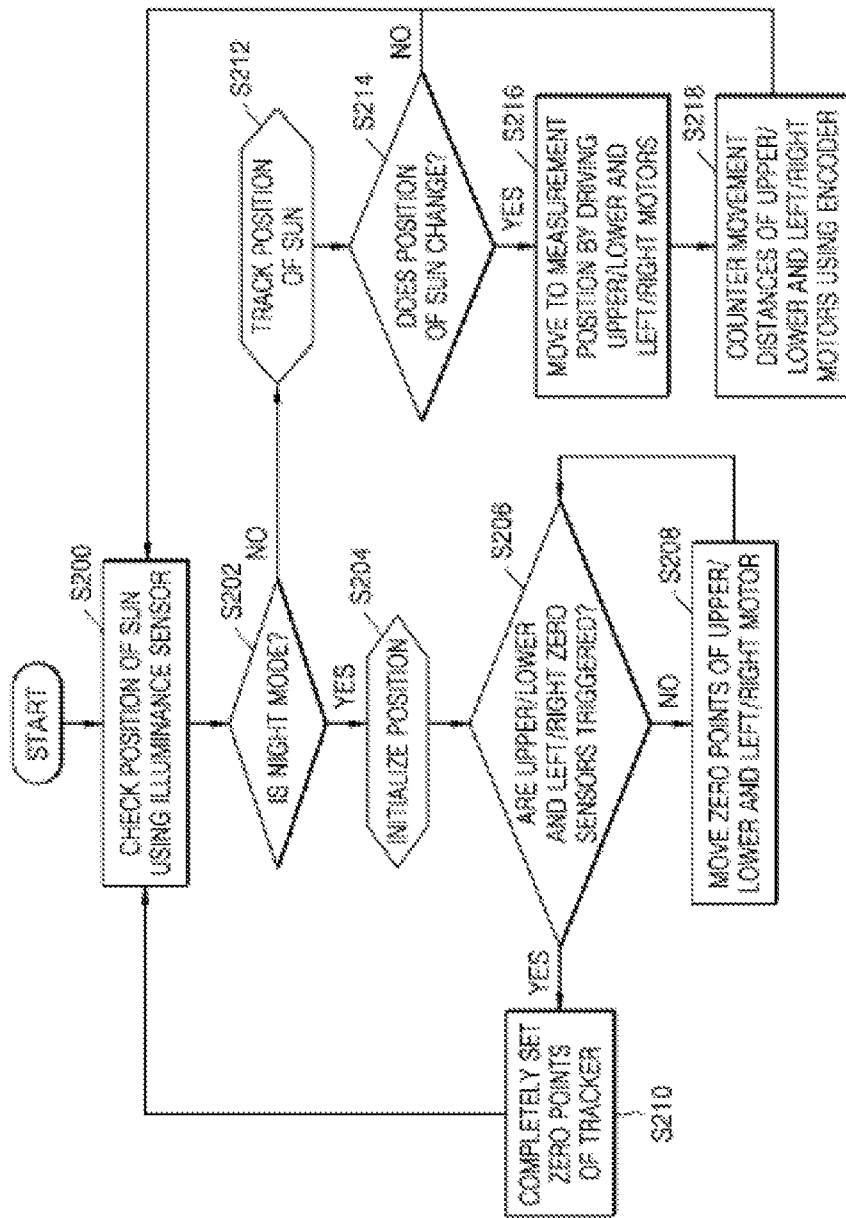 START
S200
CHECK POSITION OF SUN
USING ILLUMINANCE SENSOR
S202
IS NIGHT MODE?
NO
YES
S204
INITIALIZE POSITION
S206
ARE UPPER/LOWER
AND LEFT/RIGHT ZERO
SENSORS TRIGGERED?
NO
S208
MOVE ZERO POINTS OF UPPER/
LOWER AND LEFT/RIGHT MOTOR
YES
COMPLETELY SET
ZERO POINTS
OF TRACKER
S210
S212
TRACK POSITION
OF SUN
S214
DOES POSITION
OF SUN CHANGE?
NO
YES
S216
MOVE TO MEASUREMENT
POSITION BY DRIVING
UPPER/LOWER AND
LEFT/RIGHT MOTORS
S218
COUNTER MOVEMENT
DISTANCES OF UPPER/
LOWER AND LEFT/RIGHT
MOTORS USING ENCODER